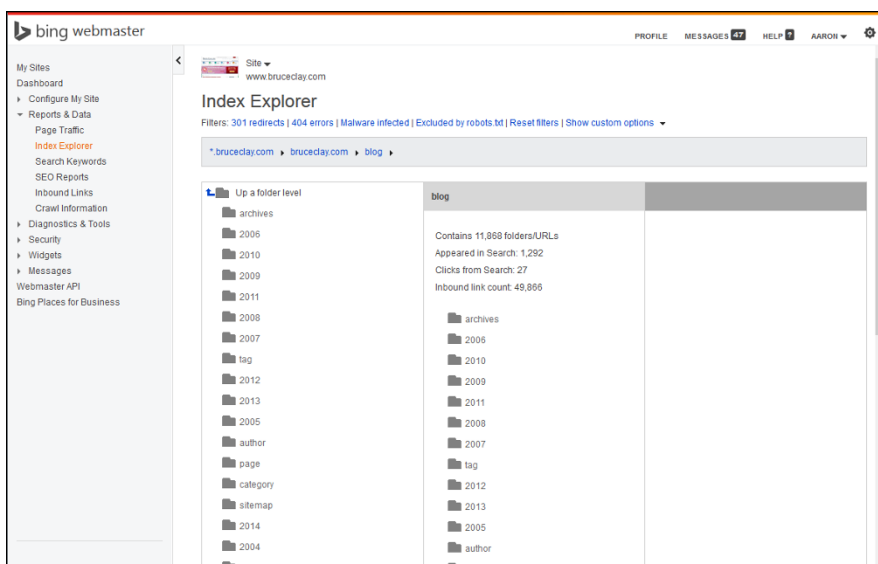 bing webmaster
PROFILE MESSAGES 47 HELP ? AARON
My Sites
Dashboard
Configure My Site
Reports & Data
Page Traffic
Index Explorer
Search Keywords
SEO Reports
Inbound Links
Crawl Information
Diagnostics & Tools
Security
Widgets
Messages
Webmaster API
Bing Places for Business
Site
www.bruceclay.com
Index Explorer
Filters: 301 redirects | 404 errors | Malware infected | Excluded by robots.txt | Reset filters | Show custom options
*.bruceclay.com bruceclay.com blog
Up a folder level
archives
2006
2010
2009
2011
2008
2007
tag
2012
2013
2005
author
page
category
sitemap
2014
2004
blog
Contains 11,868 folders/URLs
Appeared in Search: 1,292
Clicks from Search: 27
Inbound link count: 49,866
archives
2006
2010
2009
2011
2008
2007
tag
2012
2013
2005
author